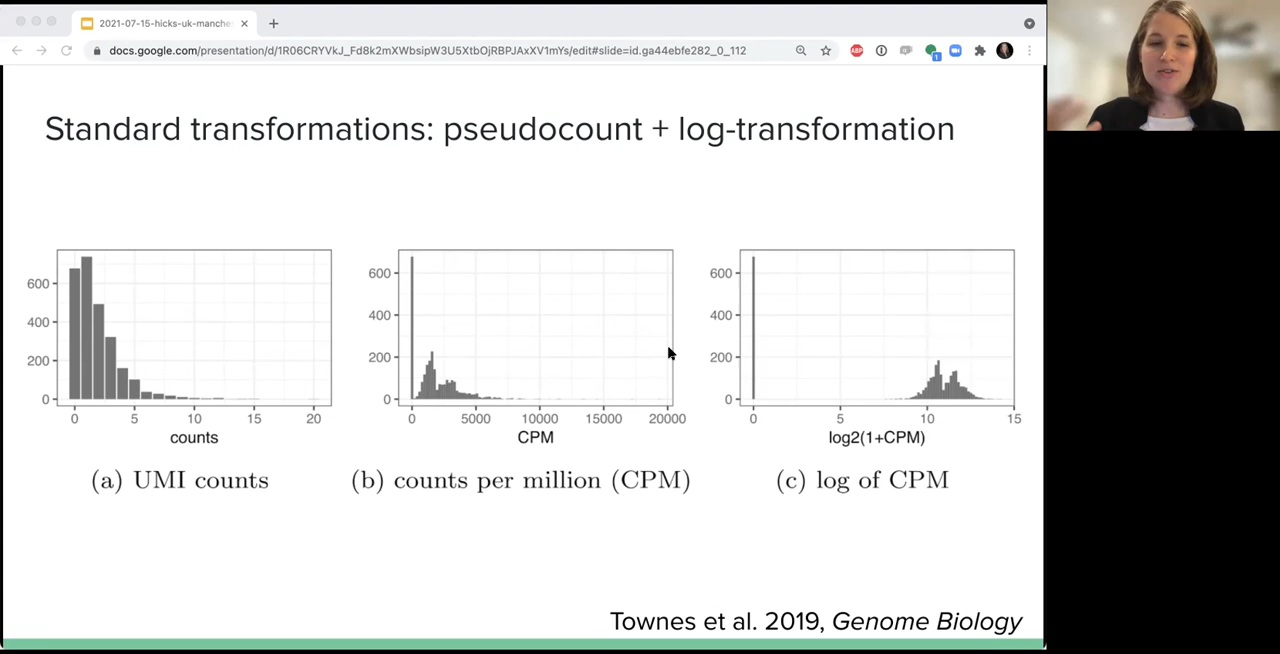 2021-07-15-hicks-uk-manche
docs.google.com/presentation/d/1R06CRYVkJ_Fd8k2mXWbsipW3U5XtbOjRBPJAxXV1mYs/edit#slide=id.ga44ebfe282_0_112
ABP
1
Standard transformations: pseudocount + log-transformation
600
400
200
0
0 5 10 15 20
counts
(a) UMI counts
600
400
200
0
0 5000 10000 15000 20000
CPM
(b) counts per million (CPM)
600
400
200
0
0 5 10 15
log2(1+CPM)
(c) log of CPM
Townes et al. 2019, Genome Biology